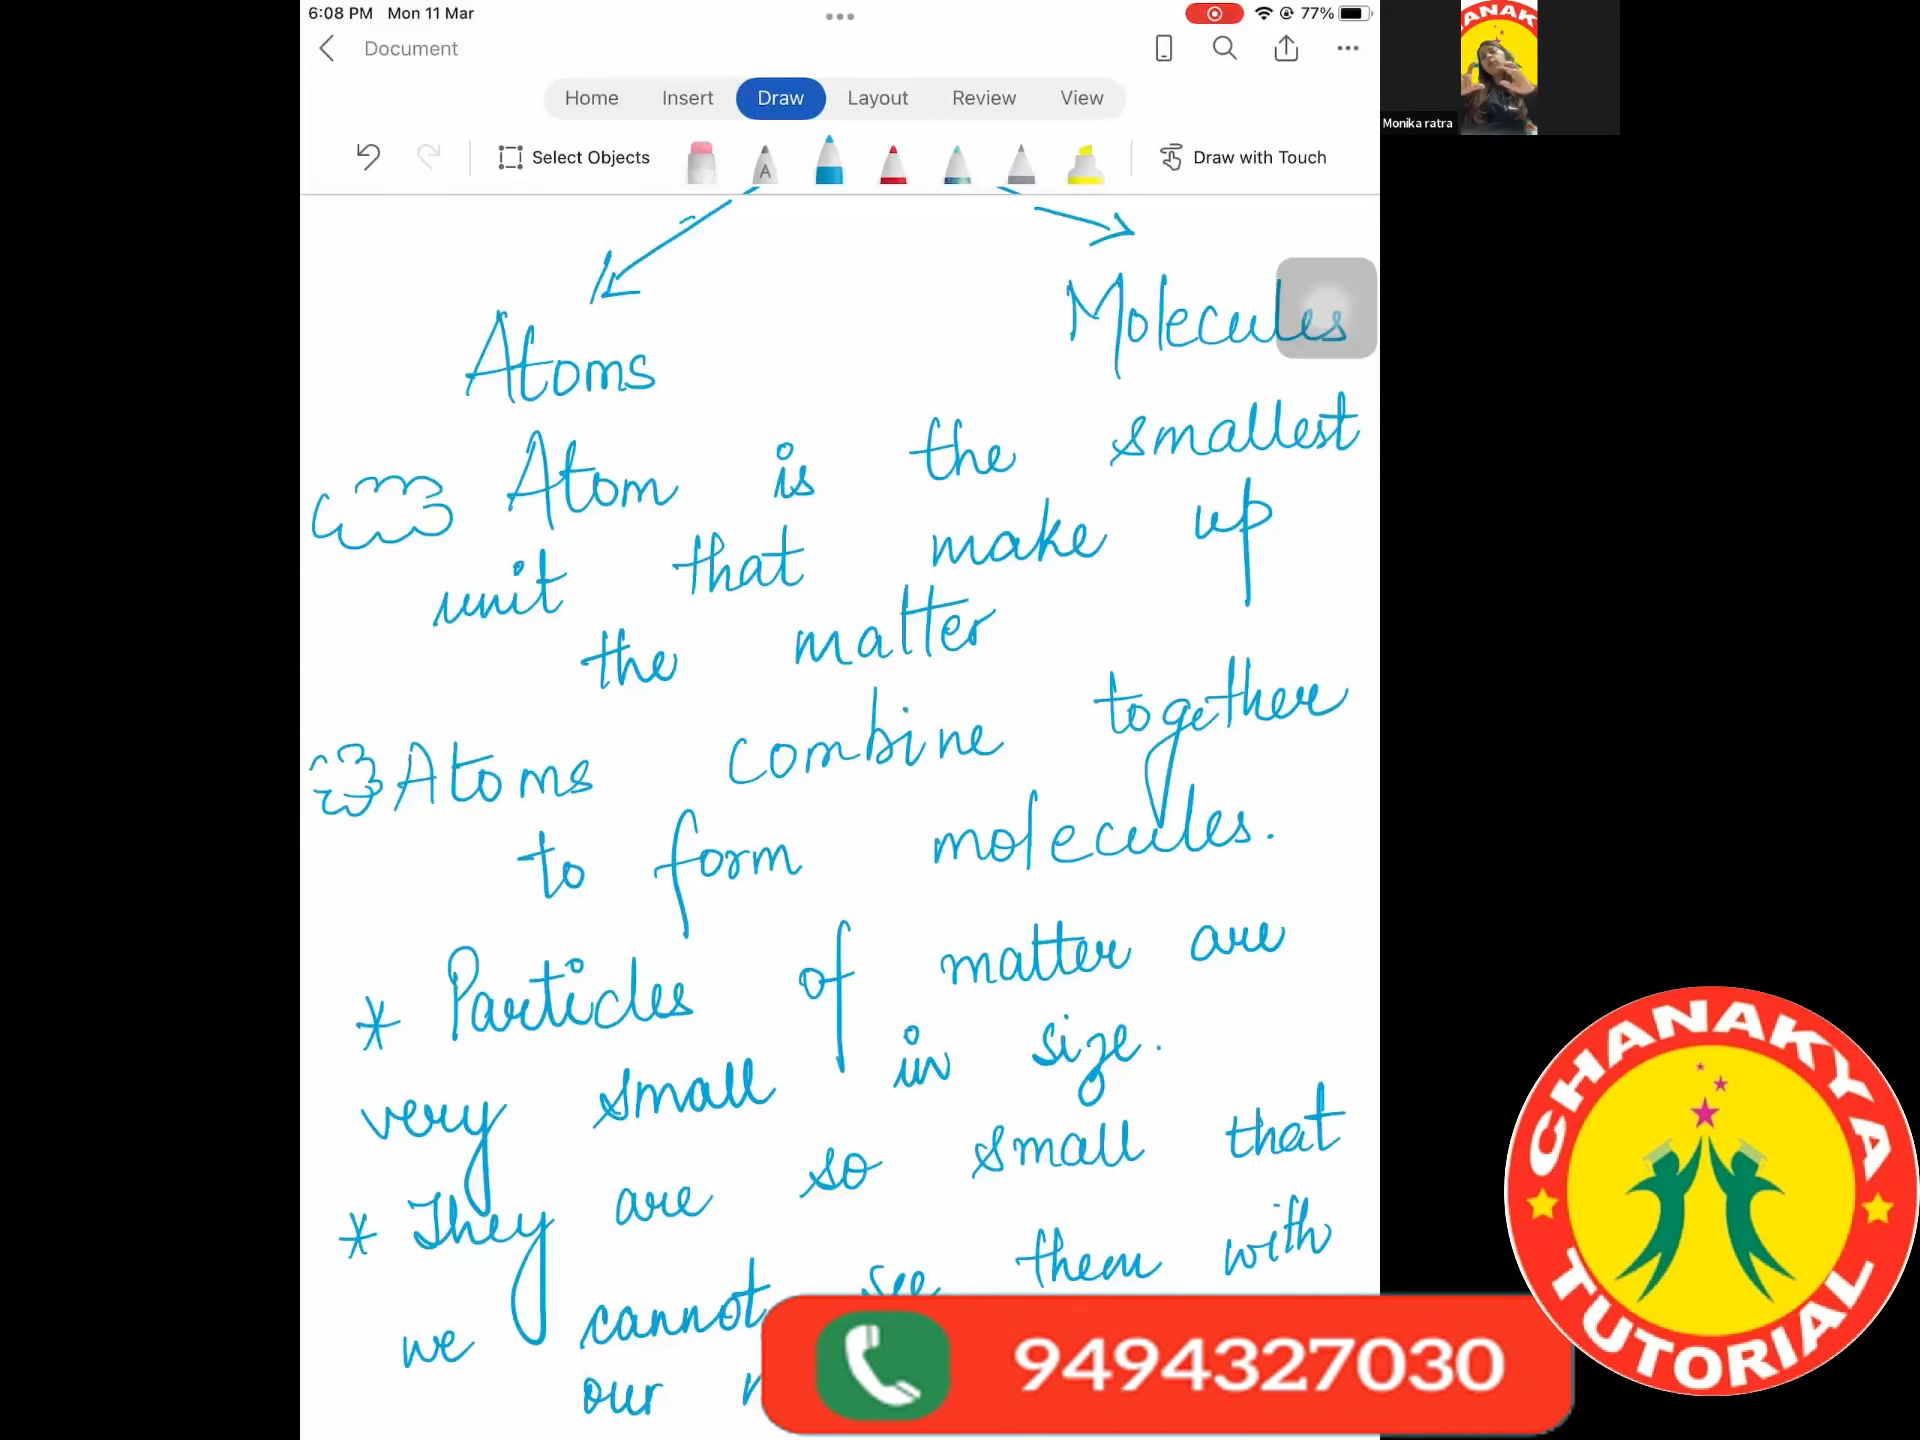 6:08 PM Mon 11 Mar
77%
Document
Home Insert Draw Layout Review View
Select Objects
A
Draw with Touch
Monika ratra
ANAK
Atoms
Molecules
Atom is the smallest
unit that make up
the matter
Atoms combine together
to form molecules.
* Particles of matter are
very small in size.
* They are so small that
we cannot see them with
our
9494327030
CHANAKYA
TUTORIAL